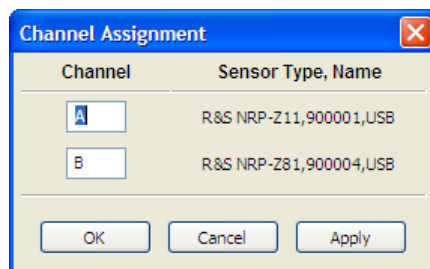 Channel Assignment
Channel Sensor Type, Name
A R&S NRP-Z11,900001,USB
B R&S NRP-Z81,900004,USB
OK Cancel Apply